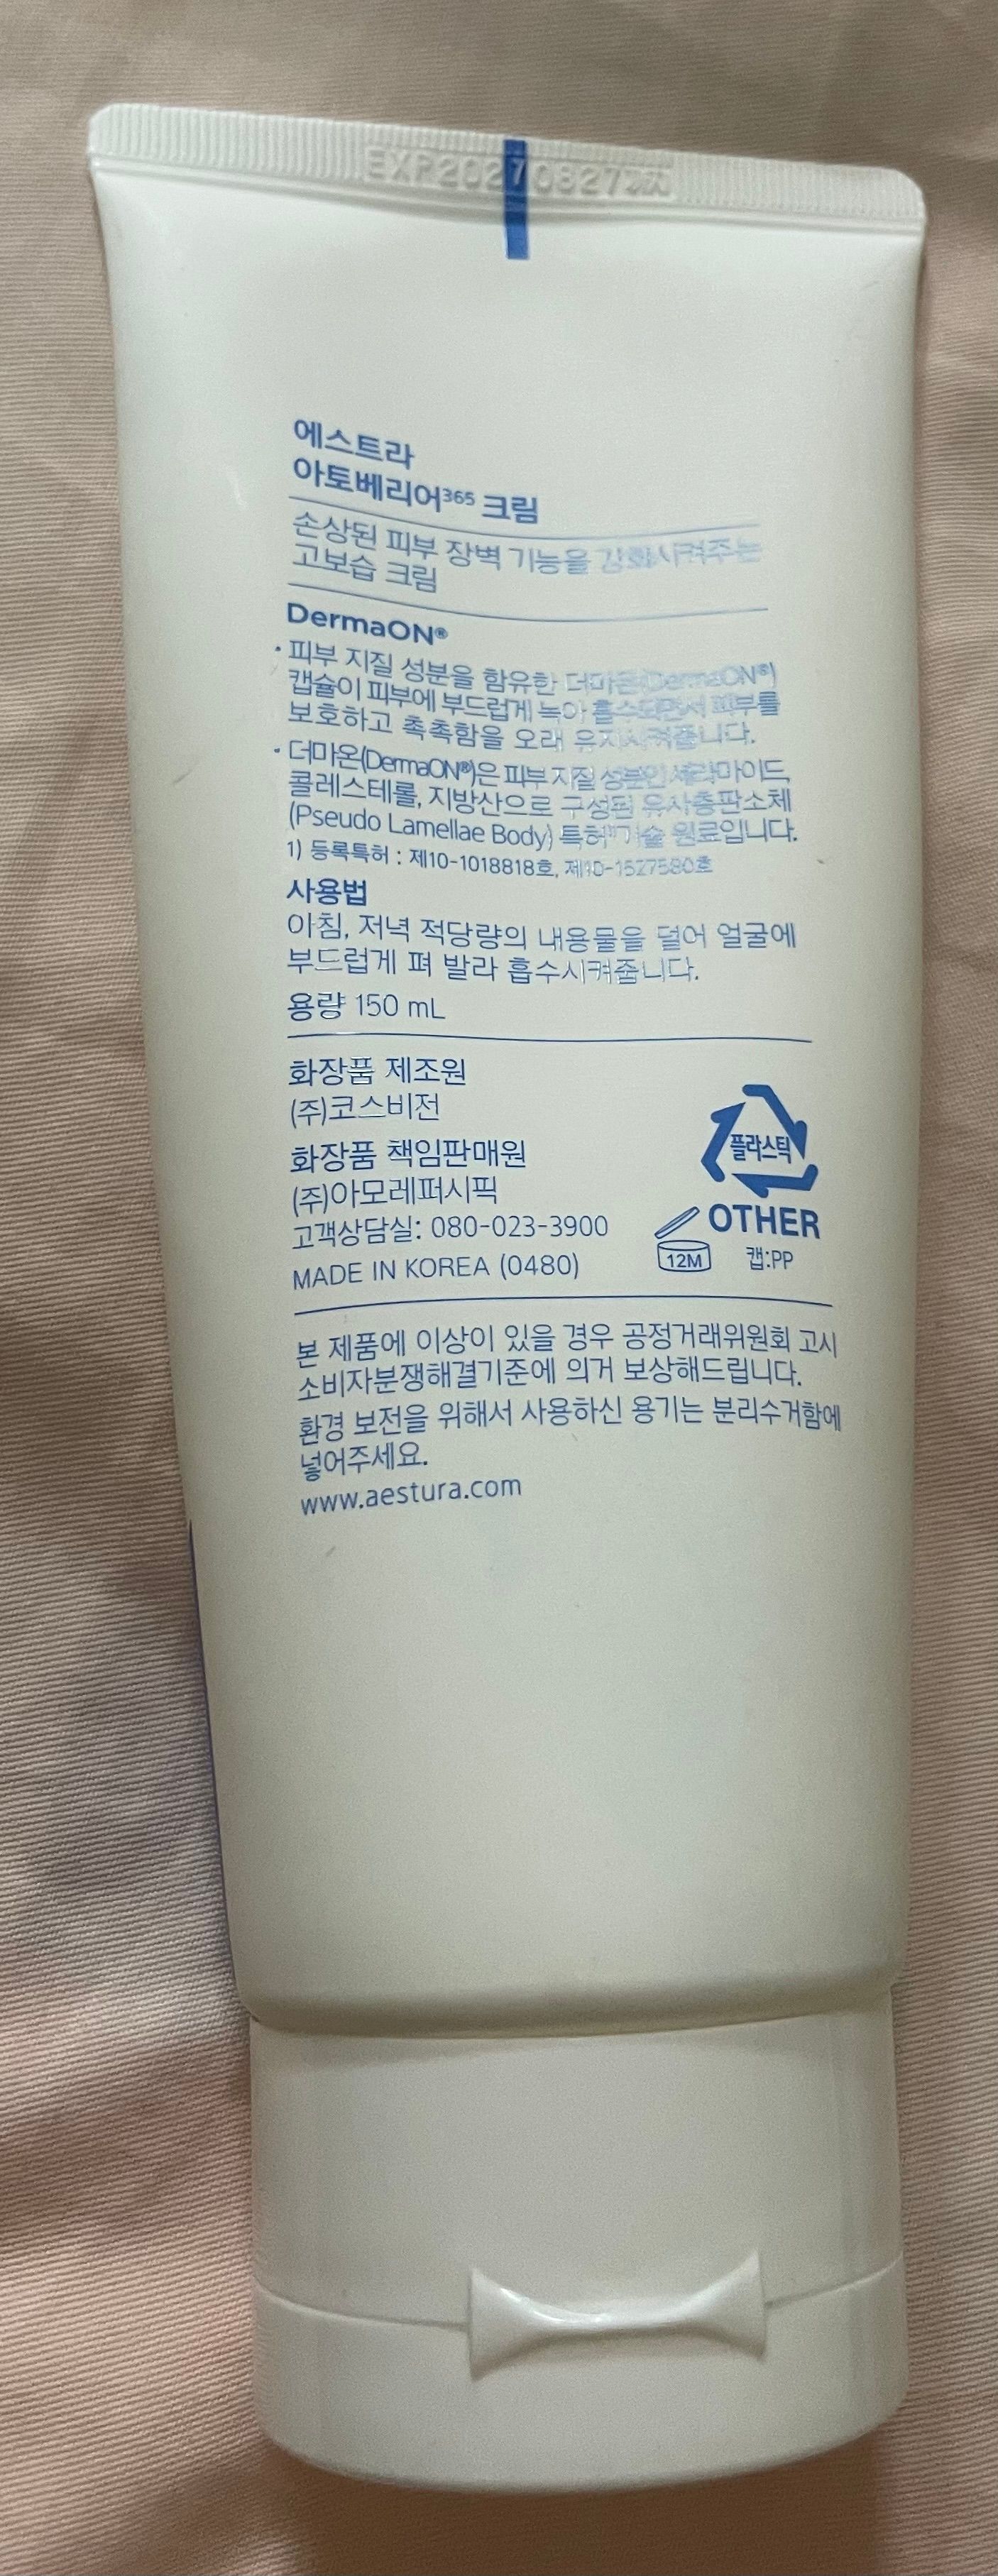 EXP20270827
에스트라
아토베리어³⁶⁵ 크림
손상된 피부 장벽 기능을 강화시켜주는
고보습 크림
DermaON®
· 피부 지질 성분을 함유한 더마온(DermaON®)
캡슐이 피부에 부드럽게 녹아 흡수되면서 피부를
보호하고 촉촉함을 오래 유지시켜줍니다.
· 더마온(DermaON®)은 피부 지질 성분인 세라마이드,
콜레스테롤, 지방산으로 구성된 유사층판소체
(Pseudo Lamellae Body) 특허¹⁾기술 원료입니다.
1) 등록특허 : 제10-1018818호, 제10-1527580호
사용법
아침, 저녁 적당량의 내용물을 덜어 얼굴에
부드럽게 펴 발라 흡수시켜줍니다.
용량 150 mL
화장품 제조원
(주)코스비전
화장품 책임판매원
(주)아모레퍼시픽
고객상담실: 080-023-3900
MADE IN KOREA (0480)
플라스틱
OTHER
캡:PP
12M
본 제품에 이상이 있을 경우 공정거래위원회 고시
소비자분쟁해결기준에 의거 보상해드립니다.
환경 보전을 위해서 사용하신 용기는 분리수거함에
넣어주세요.
www.aestura.com